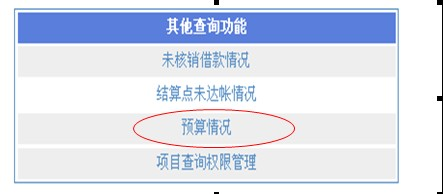 其他查询功能
未核销借款情况
结算点未达帐情况
预算情况
项目查询权限管理